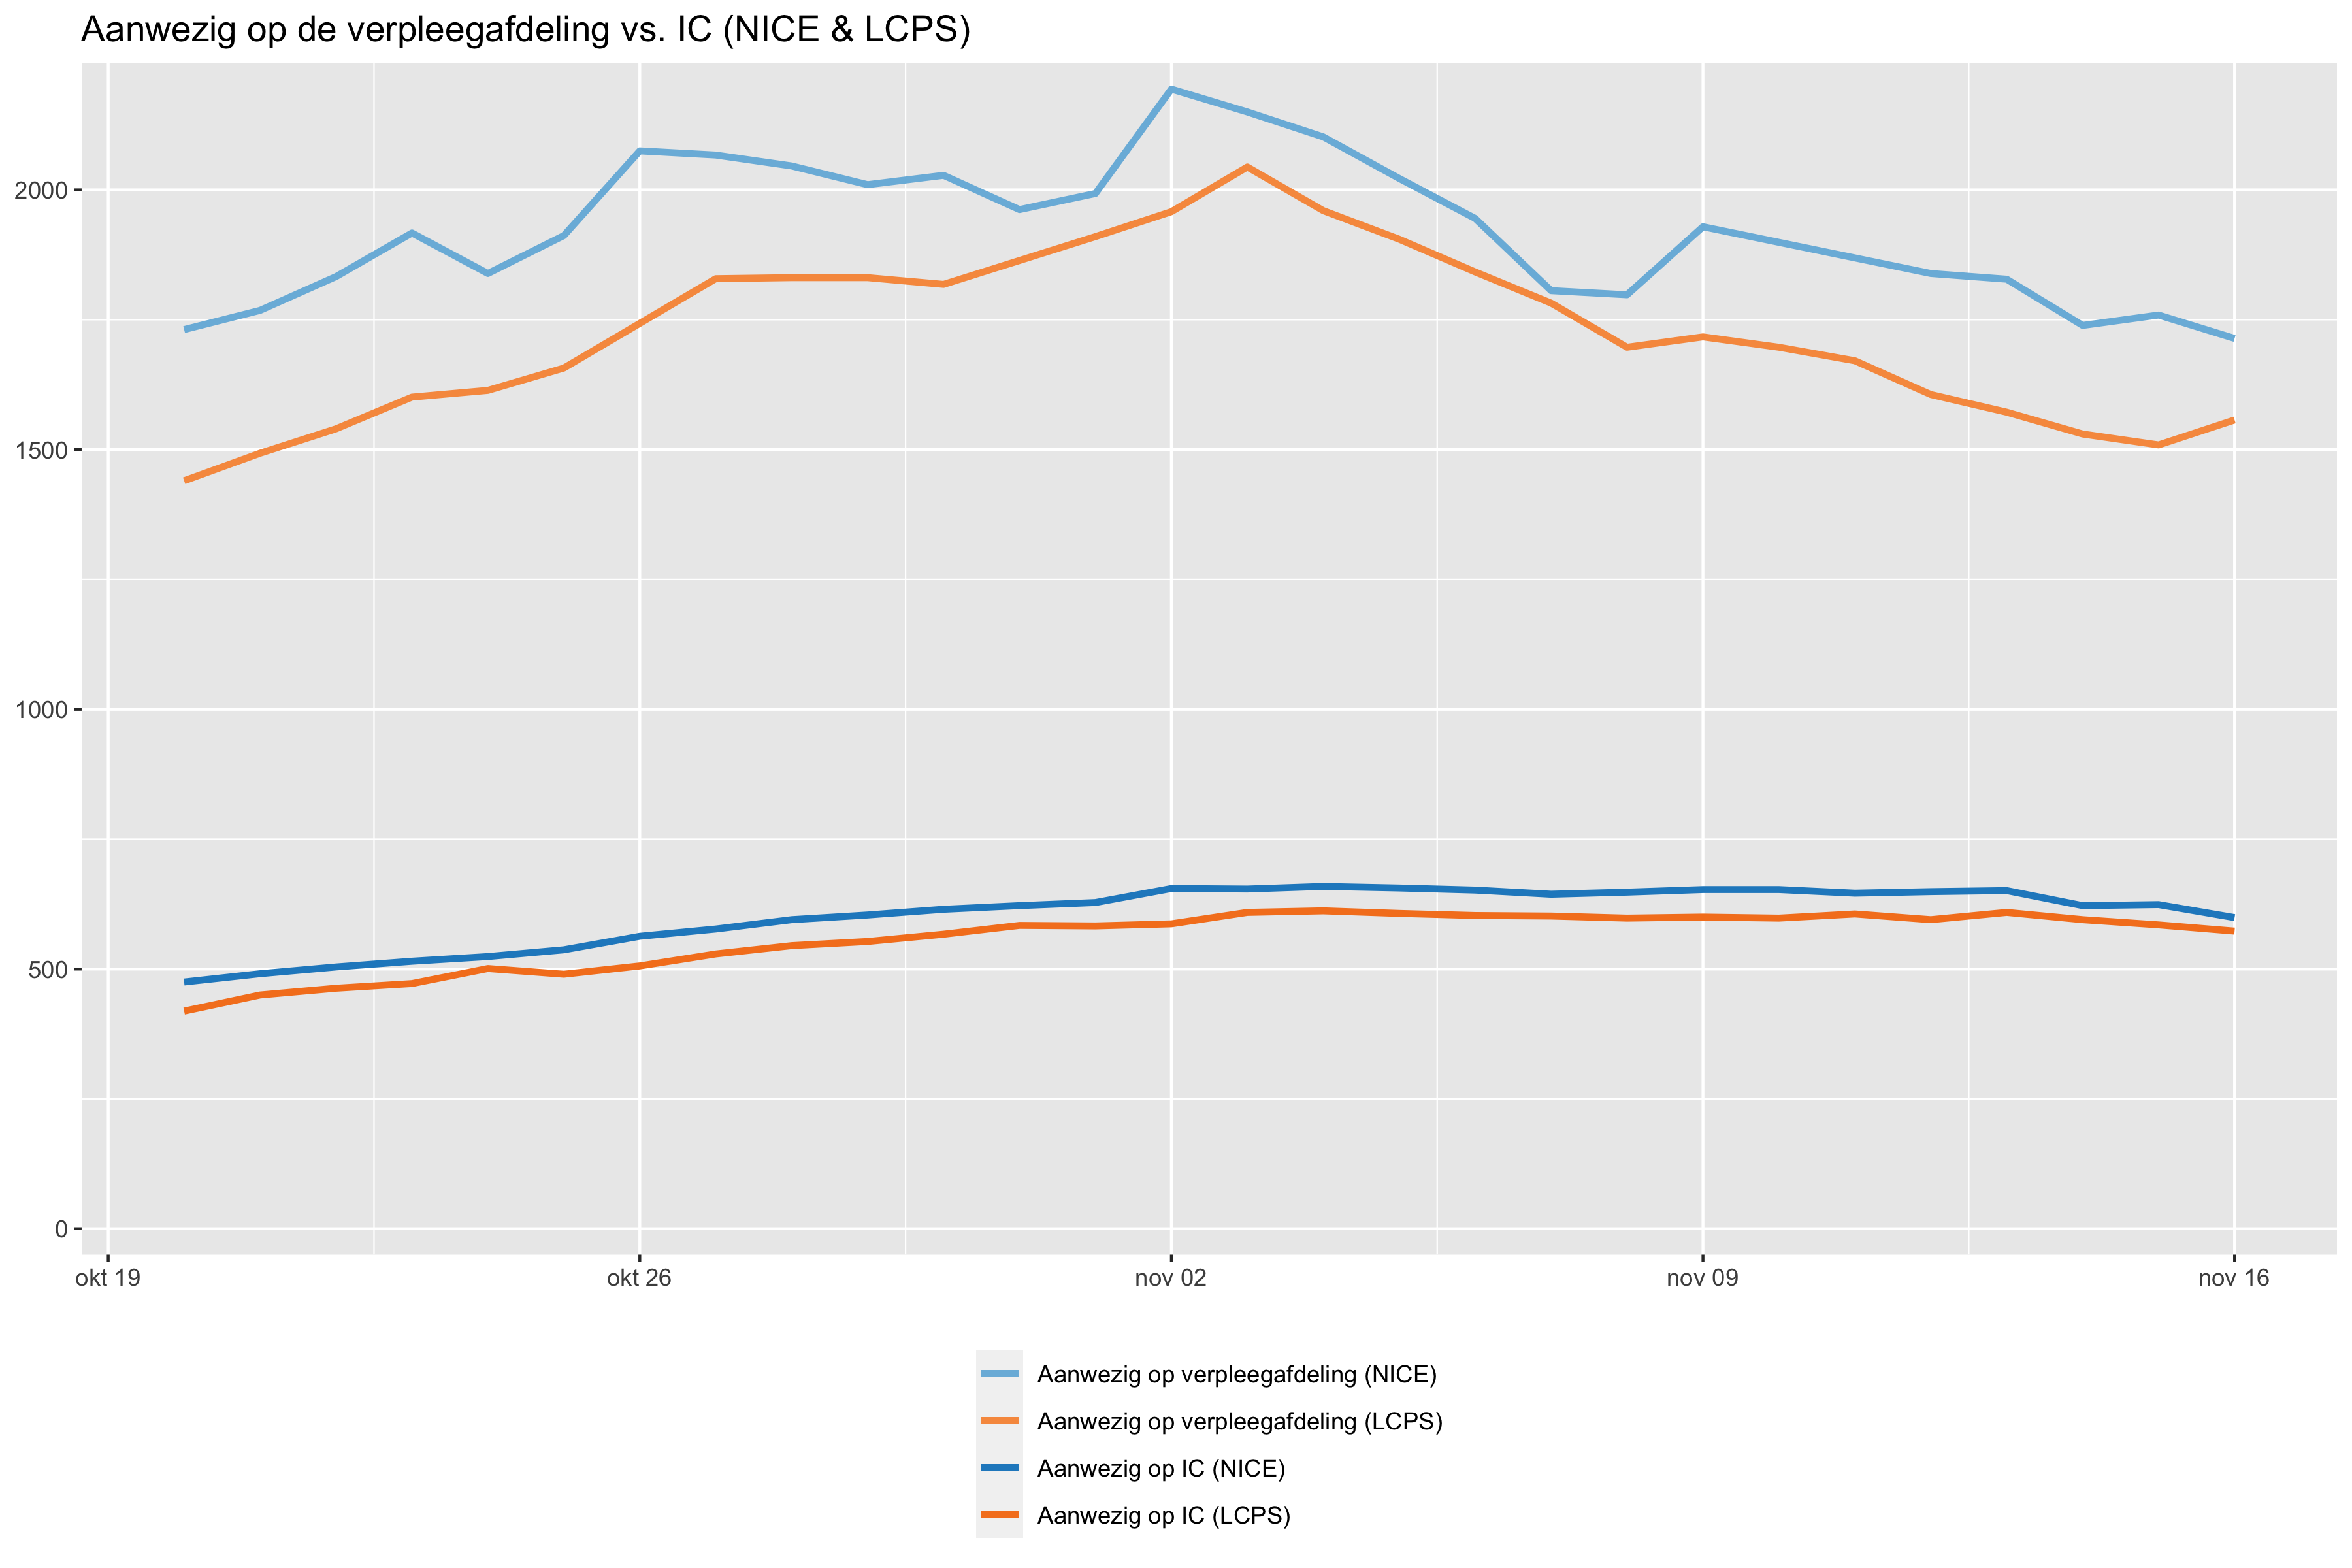 Aanwezig op de verpleegafdeling vs. IC (NICE & LCPS)
2000
1500
1000
500
0
okt 19
okt 26
nov 02
nov 09
nov 16
Aanwezig op verpleegafdeling (NICE)
Aanwezig op verpleegafdeling (LCPS)
Aanwezig op IC (NICE)
Aanwezig op IC (LCPS)